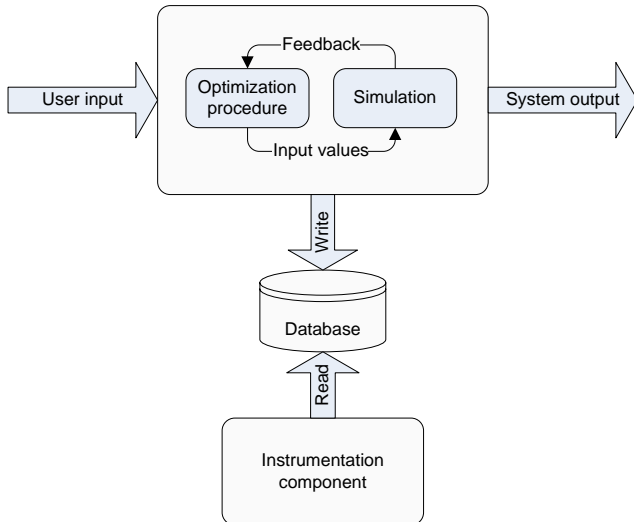 Feedback
User input
Optimization
procedure
Simulation
System output
Input values
Write
Database
Read
Instrumentation
component